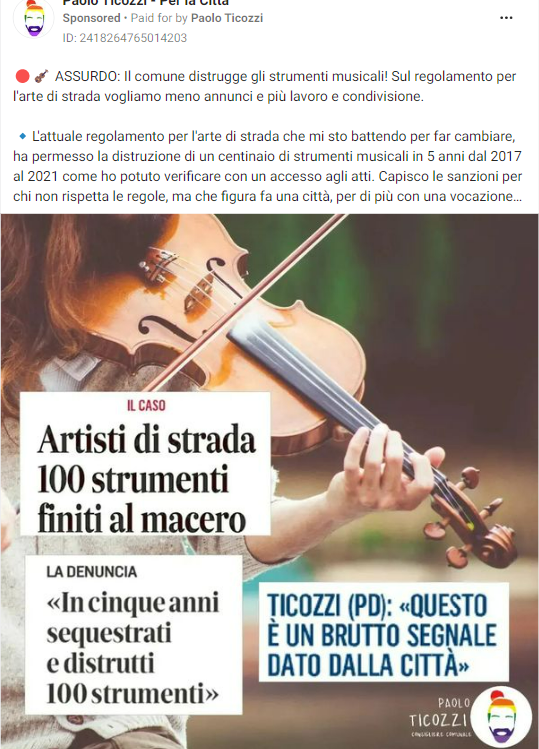 Paolo Ticozzi - Per la Città
Sponsored • Paid for by Paolo Ticozzi
ID: 2418264765014203
ASSURDO: Il comune distrugge gli strumenti musicali! Sul regolamento per
l'arte di strada vogliamo meno annunci e più lavoro e condivisione.
L'attuale regolamento per l'arte di strada che mi sto battendo per far cambiare,
ha permesso la distruzione di un centinaio di strumenti musicali in 5 anni dal 2017
al 2021 come ho potuto verificare con un accesso agli atti. Capisco le sanzioni per
chi non rispetta le regole, ma che figura fa una città, per di più con una vocazione...
IL CASO
Artisti di strada
100 strumenti
finiti al macero
LA DENUNCIA
«In cinque anni
sequestrati
e distrutti
100 strumenti»
TICOZZI (PD): «QUESTO
È UN BRUTTO SEGNALE
DATO DALLA CITTÀ»
PAOLO
TICOZZI
CONSIGLIERE COMUNALE